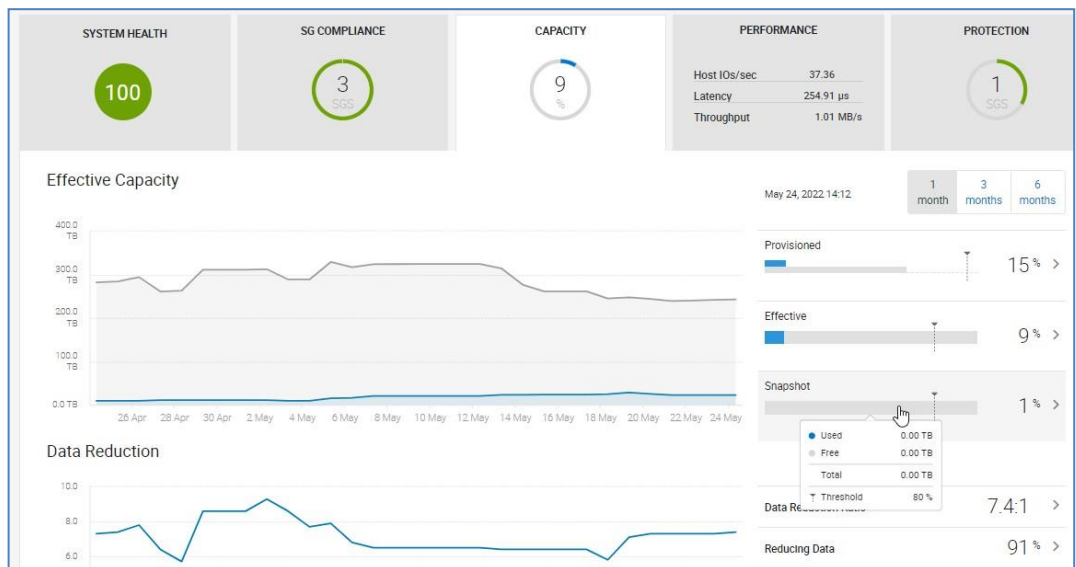 SYSTEM HEALTH
100
SG COMPLIANCE
3
SGS
CAPACITY
9
%
PERFORMANCE
Host IOs/sec 37.36
Latency 254.91 µs
Throughput 1.01 MB/s
PROTECTION
1
SGS
Effective Capacity
May 24, 2022 14:12
1
month
3
months
6
months
400.0
TB
300.0
TB
200.0
TB
100.0
TB
0.0 TB
26 Apr 28 Apr 30 Apr 2 May 4 May 6 May 8 May 10 May 12 May 14 May 16 May 18 May 20 May 22 May 24 May
Provisioned
15 %
Effective
9 %
Snapshot
1 %
Used 0.00 TB
Free 0.00 TB
Total 0.00 TB
Threshold 80 %
Data Reduction
10.0
8.0
6.0
Data Reduction Ratio
7.4:1
Reducing Data
91 %